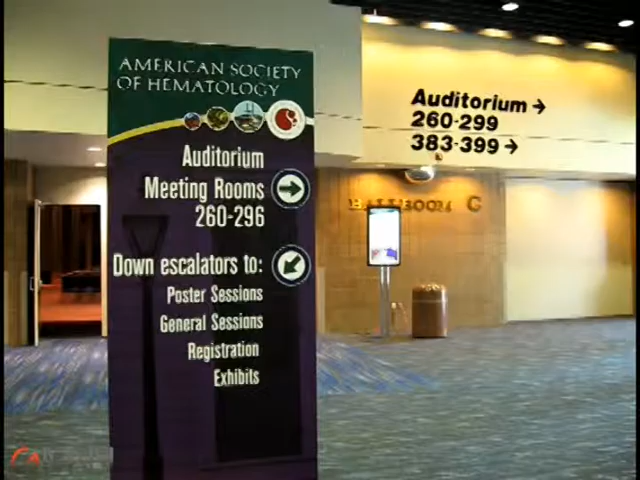 AMERICAN SOCIETY
OF HEMATOLOGY
Auditorium
Meeting Rooms
260-296
Down escalators to:
Poster Sessions
General Sessions
Registration
Exhibits
Auditorium
260-299
383-399
BALLROOM C